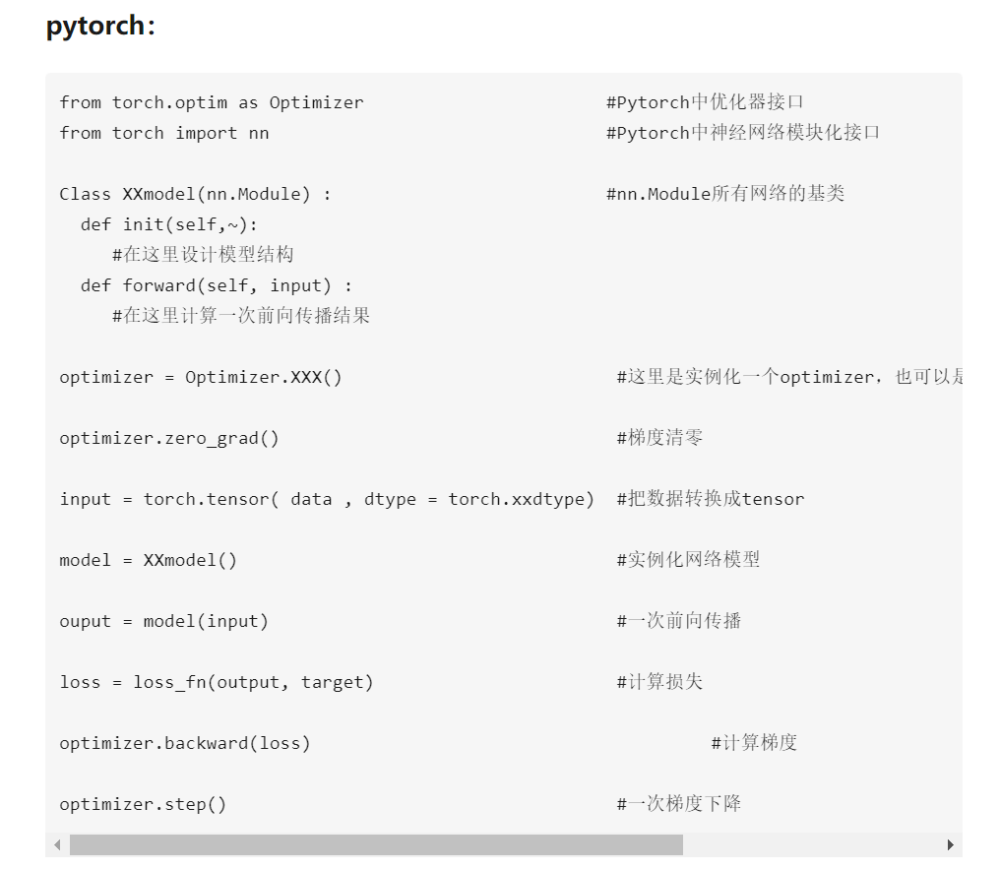 pytorch：
from torch.optim as Optimizer #Pytorch中优化器接口
from torch import nn #Pytorch中神经网络模块化接口
Class XXmodel(nn.Module) : #nn.Module所有网络的基类
def init(self,~):
#在这里设计模型结构
def forward(self, input) :
#在这里计算一次前向传播结果
optimizer = Optimizer.XXX() #这里是实例化一个optimizer，也可以是
optimizer.zero_grad() #梯度清零
input = torch.tensor( data , dtype = torch.xxdtype) #把数据转换成tensor
model = XXmodel() #实例化网络模型
ouput = model(input) #一次前向传播
loss = loss_fn(output, target) #计算损失
optimizer.backward(loss) #计算梯度
optimizer.step() #一次梯度下降